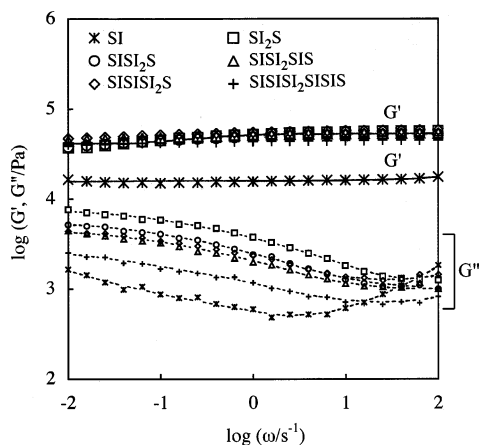 6
SI
SI₂S
SISI₂S
SISI₂SIS
SISISI₂S
SISISI₂SISIS
G'
5
G'
4
log (G', G"/Pa)
G"
3
2
-2 -1 0 1 2
log (ω/s⁻¹)